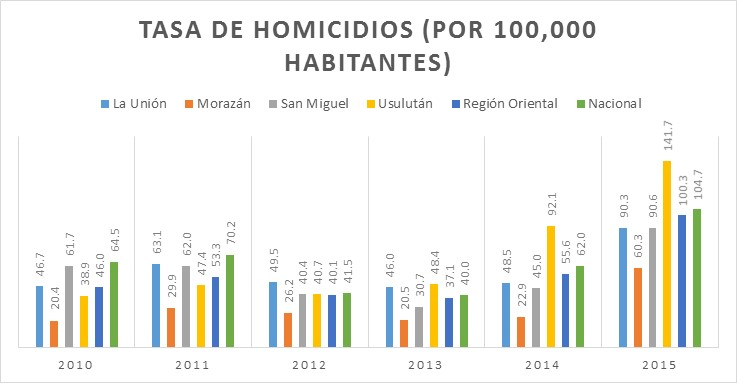 TASA DE HOMICIDIOS (POR 100,000
HABITANTES)
La Unión Morazán San Miguel Usulután Región Oriental Nacional
46.7 20.4 61.7 38.9 46.0 64.5
63.1 29.9 62.0 47.4 53.3 70.2
49.5 26.2 40.4 40.7 40.1 41.5
46.0 20.5 30.7 48.4 37.1 40.0
48.5 22.9 45.0 92.1 55.6 62.0
90.3 60.3 90.6 141.7 100.3 104.7
2010 2011 2012 2013 2014 2015